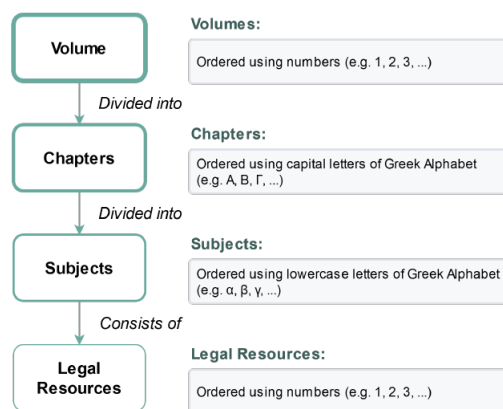 Volume
Volumes:
Ordered using numbers (e.g. 1, 2, 3, ...)
Divided into
Chapters
Chapters:
Ordered using capital letters of Greek Alphabet
(e.g. Α, Β, Γ, ...)
Divided into
Subjects
Subjects:
Ordered using lowercase letters of Greek Alphabet
(e.g. α, β, γ, ...)
Consists of
Legal
Resources
Legal Resources:
Ordered using numbers (e.g. 1, 2, 3, ...)